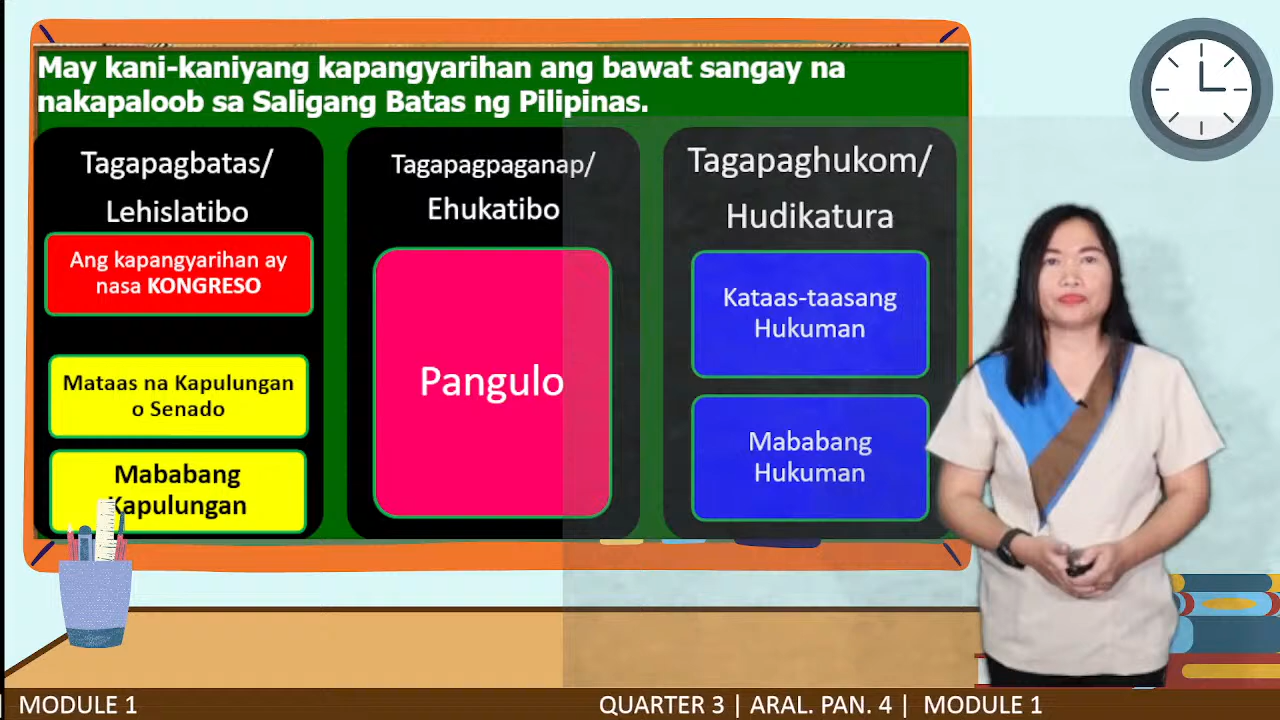 May kani-kaniyang kapangyarihan ang bawat sangay na
nakapaloob sa Saligang Batas ng Pilipinas.
Tagapagbatas/
Lehislatibo
Ang kapangyarihan ay
nasa KONGRESO
Mataas na Kapulungan
o Senado
Mababang
Kapulungan
Tagapagpaganap/
Ehukatibo
Pangulo
Tagapaghukom/
Hudikatura
Kataas-taasang
Hukuman
Mababang
Hukuman
MODULE 1
QUARTER 3 | ARAL. PAN. 4 | MODULE 1